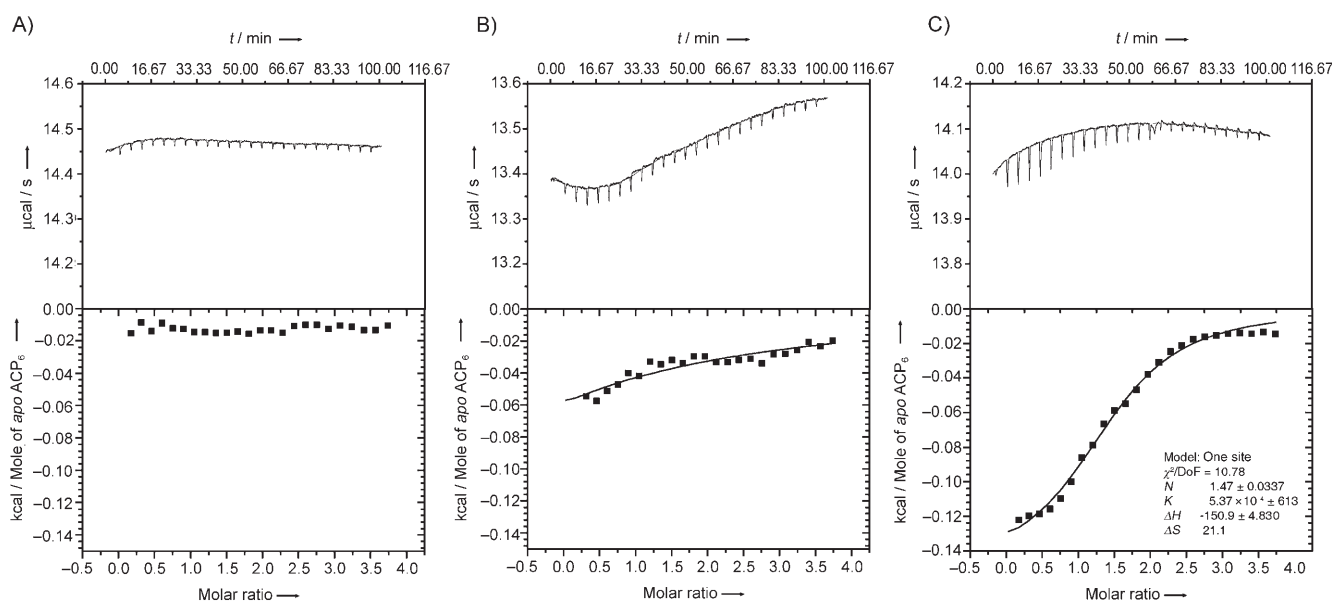 A)
t / min
0.00 16.67 33.33 50.00 66.67 83.33 100.00 116.67
14.6
14.5
14.4
14.3
14.2
µcal / s
0.00
–0.02
–0.04
–0.06
–0.08
–0.10
–0.12
–0.14
kcal / Mole of apo ACP6
–0.5 0.0 0.5 1.0 1.5 2.0 2.5 3.0 3.5 4.0
Molar ratio
B)
t / min
0.00 16.67 33.33 50.00 66.67 83.33 100.00 116.67
13.6
13.5
13.4
13.3
13.2
µcal / s
0.00
–0.02
–0.04
–0.06
–0.08
–0.10
–0.12
–0.14
kcal / Mole of apo ACP6
–0.5 0.0 0.5 1.0 1.5 2.0 2.5 3.0 3.5 4.0
Molar ratio
C)
t / min
0.00 16.67 33.33 50.00 66.67 83.33 100.00 116.67
14.2
14.1
14.0
13.9
13.8
µcal / s
0.00
–0.02
–0.04
–0.06
–0.08
–0.10
–0.12
–0.14
kcal / Mole of apo ACP6
Model: One site
χ²/DoF = 10.78
N 1.47 ± 0.0337
K 5.37 ×10⁴ ± 613
ΔH -150.9 ± 4.830
ΔS 21.1
–0.5 0.0 0.5 1.0 1.5 2.0 2.5 3.0 3.5 4.0
Molar ratio